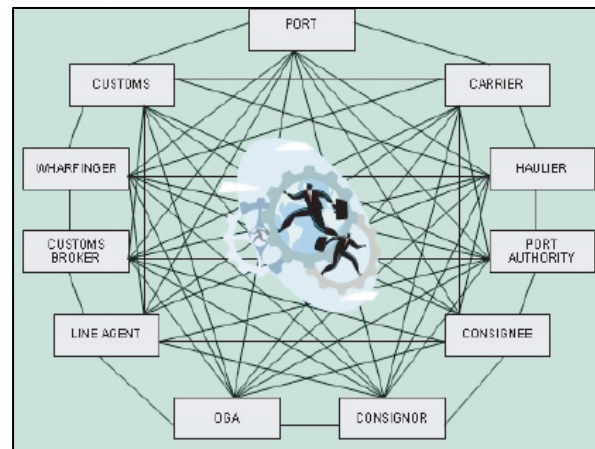 PORT
CUSTOMS
CARRIER
WHARFINGER
HAULIER
CUSTOMS
BROKER
PORT
AUTHORITY
LINE AGENT
CONSIGNEE
OGA
CONSIGNOR